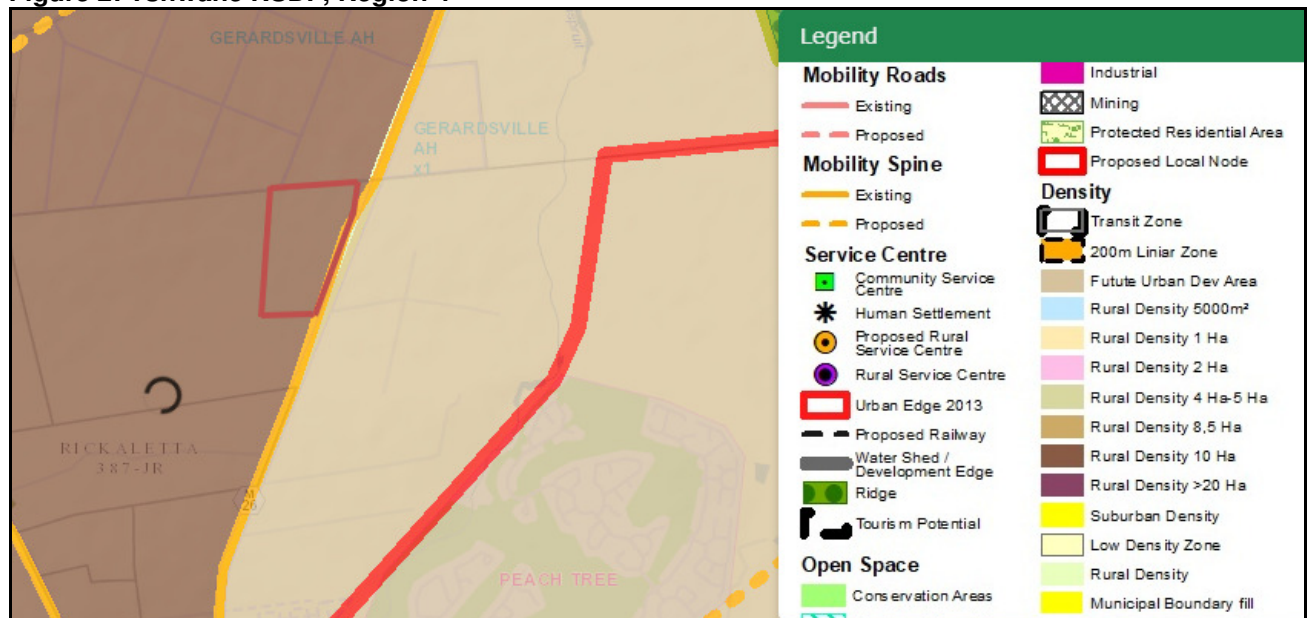 GERARDSVILLE AH
GERARDSVILLE
AH
x1
RICKALETTA
387-JR
M
26
PEACH TREE
Legend
Mobility Roads
Existing
Proposed
Mobility Spine
Existing
Proposed
Service Centre
Community Service
Centre
Human Settlement
Proposed Rural
Service Centre
Rural Service Centre
Urban Edge 2013
Proposed Railway
Water Shed /
Development Edge
Ridge
Tourism Potential
Open Space
Conservation Areas
Industrial
Mining
Protected Residential Area
Proposed Local Node
Density
Transit Zone
200m Liniar Zone
Futute Urban Dev Area
Rural Density 5000m²
Rural Density 1 Ha
Rural Density 2 Ha
Rural Density 4 Ha-5 Ha
Rural Density 8,5 Ha
Rural Density 10 Ha
Rural Density >20 Ha
Suburban Density
Low Density Zone
Rural Density
Municipal Boundary fill